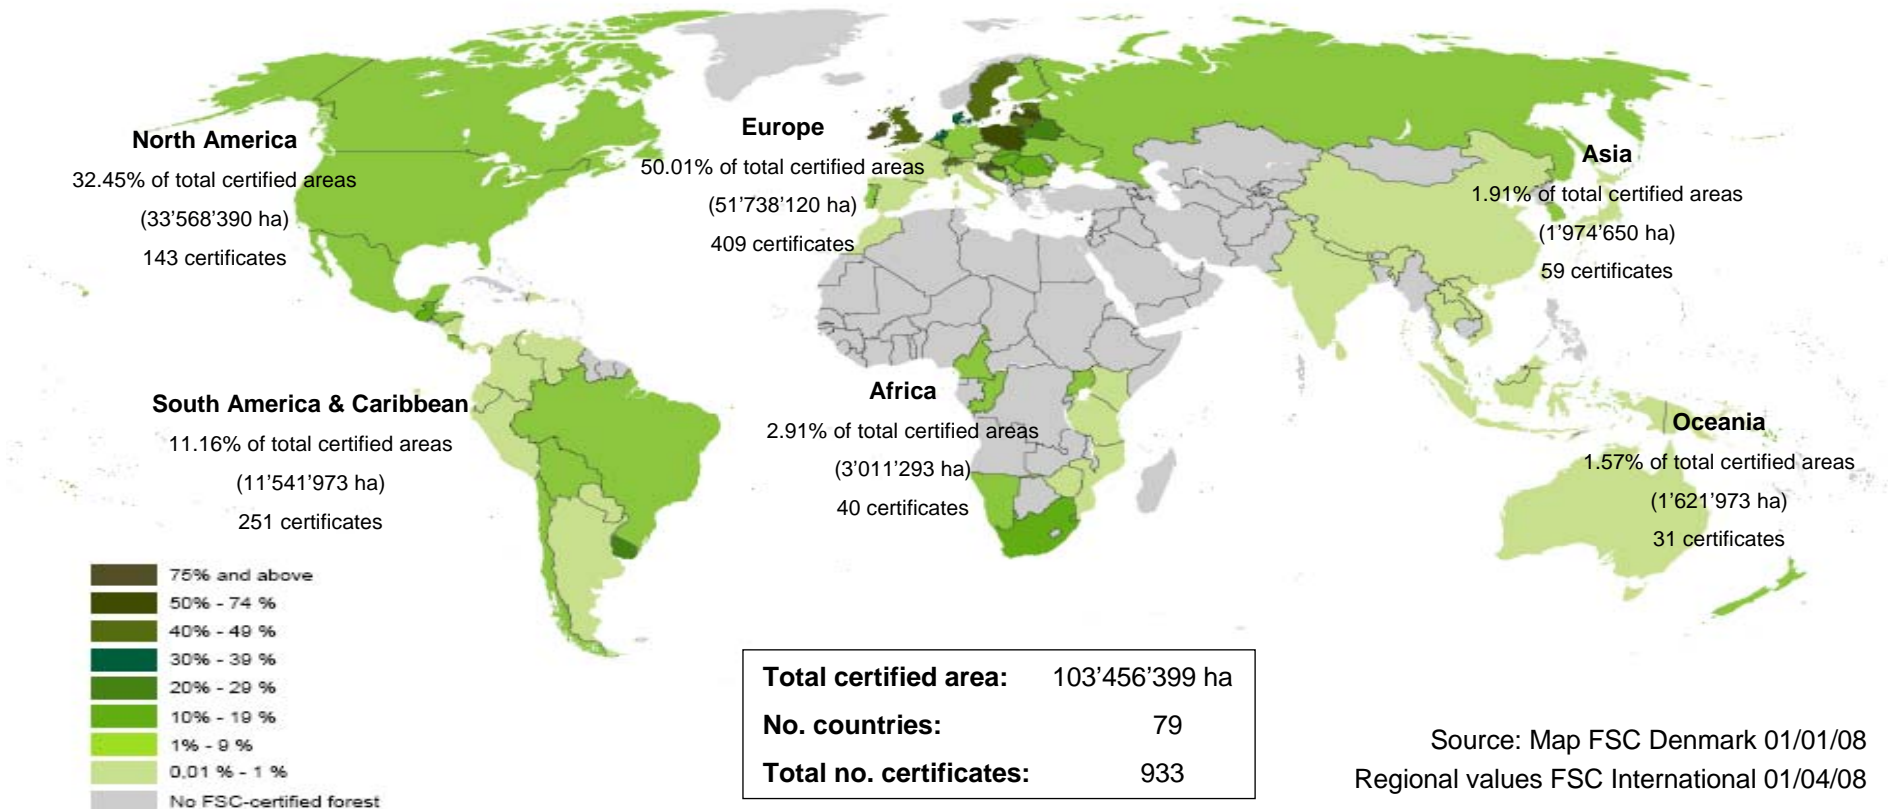 North America
32.45% of total certified areas
(33’568’390 ha)
143 certificates
Europe
50.01% of total certified areas
(51’738’120 ha)
409 certificates
Asia
1.91% of total certified areas
(1’974’650 ha)
59 certificates
South America & Caribbean
11.16% of total certified areas
(11’541’973 ha)
251 certificates
Africa
2.91% of total certified areas
(3’011’293 ha)
40 certificates
Oceania
1.57% of total certified areas
(1’621’973 ha)
31 certificates
75% and above
50% - 74 %
40% - 49 %
30% - 39 %
20% - 29 %
10% - 19 %
1% - 9 %
0,01 % - 1 %
No FSC-certified forest
Total certified area: 103’456’399 ha
No. countries: 79
Total no. certificates: 933
Source: Map FSC Denmark 01/01/08
Regional values FSC International 01/04/08